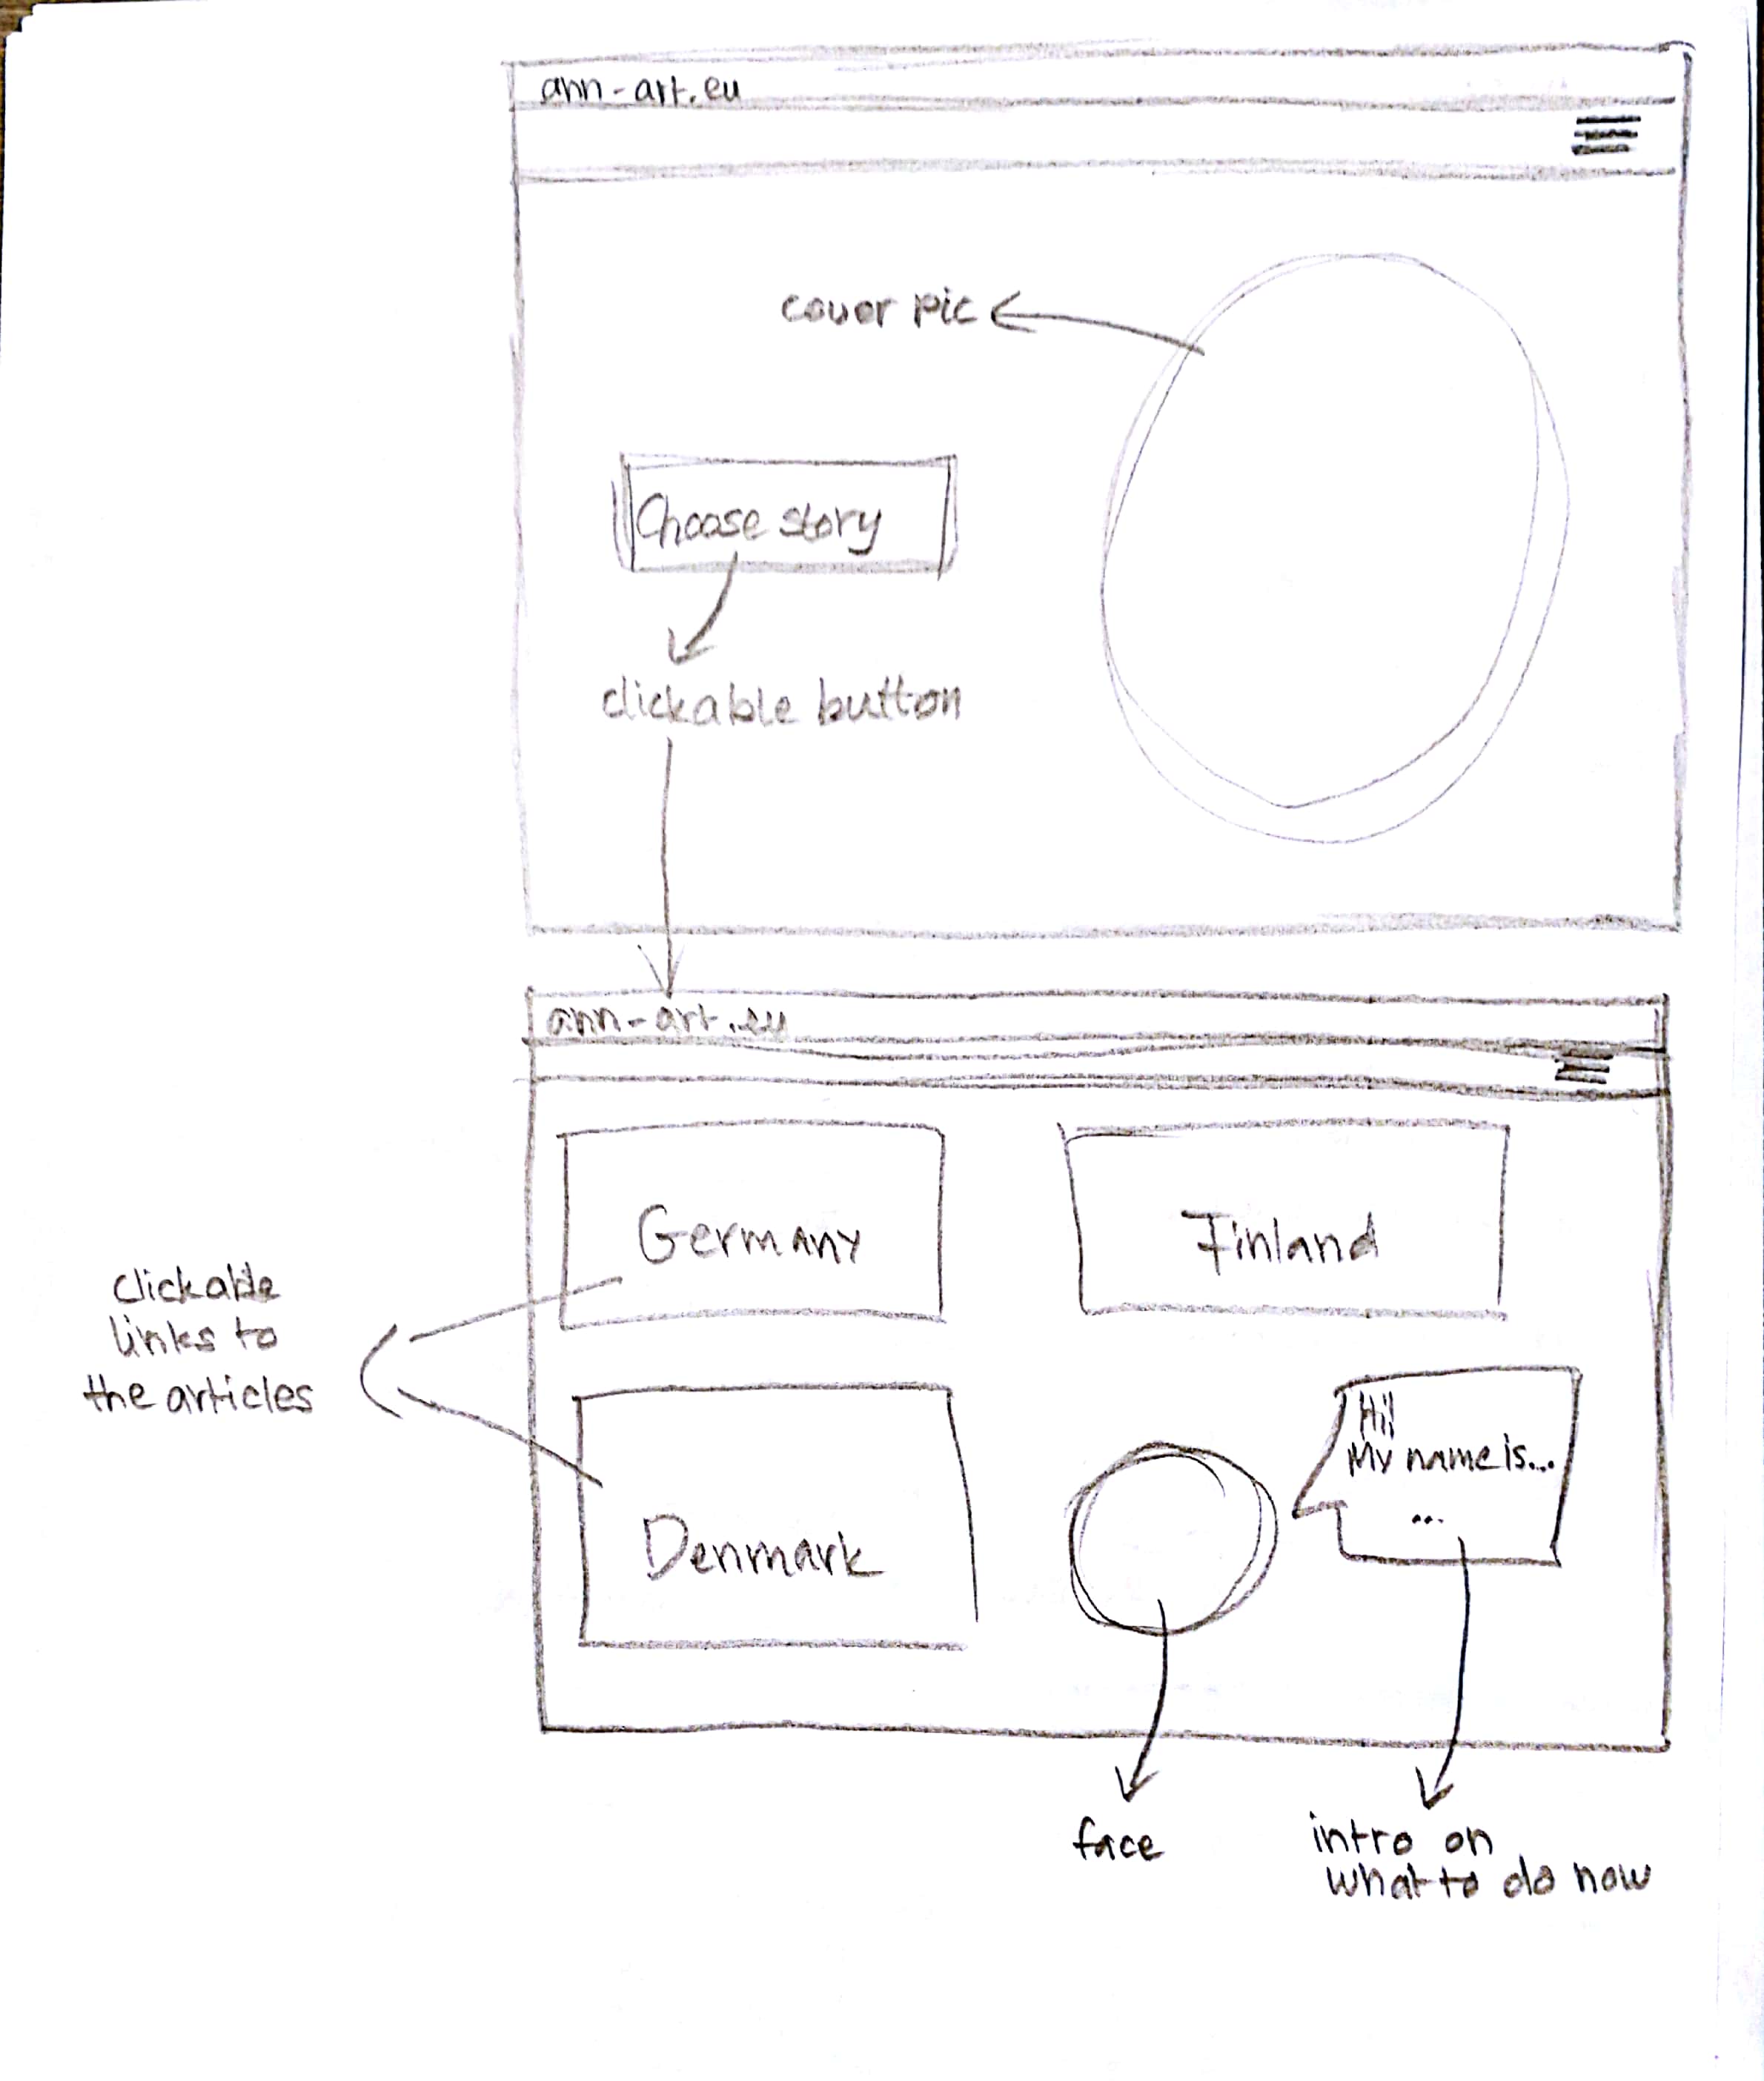 ann-art.eu
cover pic
Choose story
clickable button
ann-art.eu
Germany
Finland
clickable
links to
the articles
Denmark
Hi!
My name is...
...
face
intro on
what to do now